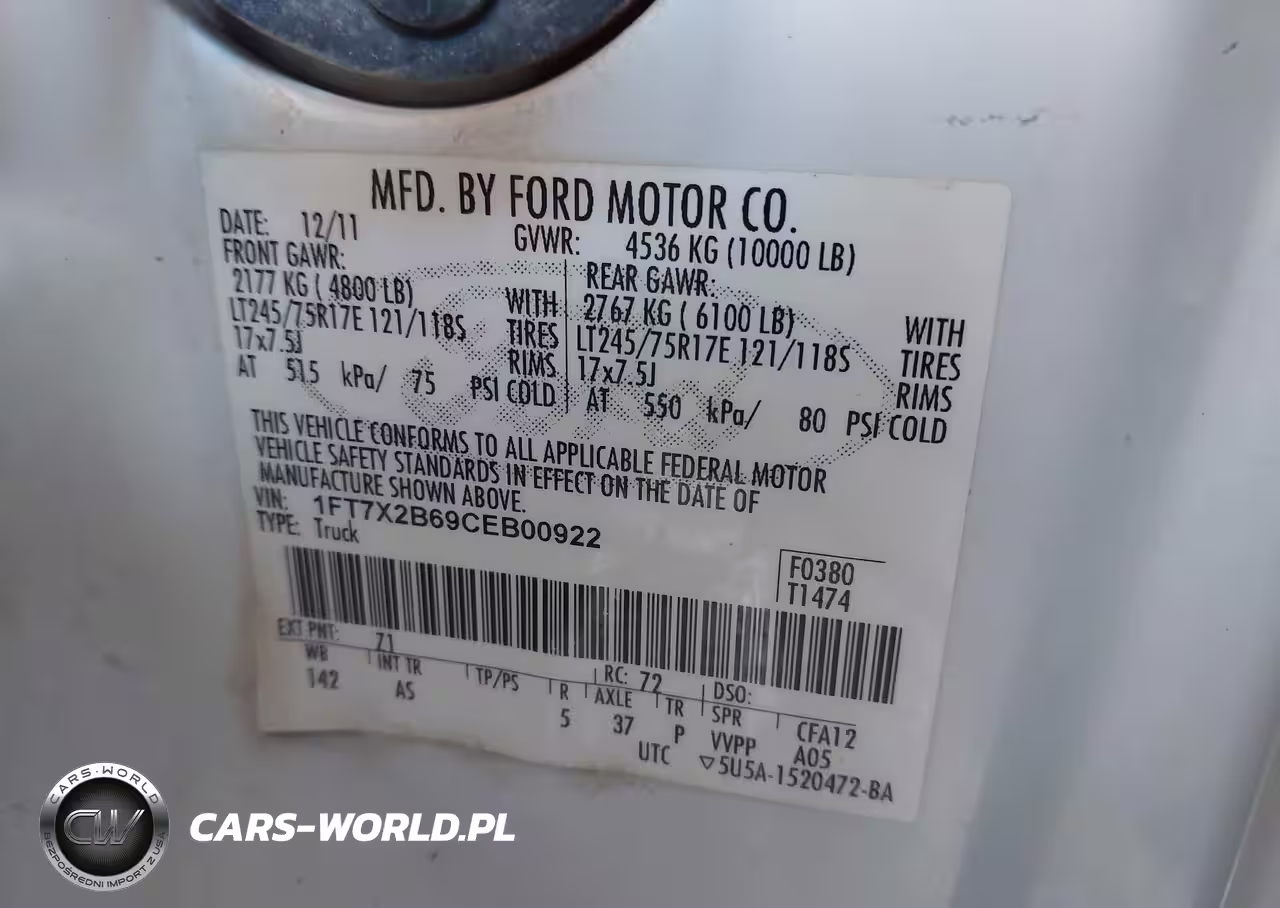 MFD. BY FORD MOTOR CO.
DATE: 12/11 GVWR: 4536 KG (10000 LB)
FRONT GAWR: REAR GAWR:
2177 KG ( 4800 LB) WITH 2767 KG ( 6100 LB) WITH
LT245/75R17E 121/118S TIRES LT245/75R17E 121/118S TIRES
17x7.5J RIMS 17x7.5J RIMS
AT 515 kPa/ 75 PSI COLD AT 550 kPa/ 80 PSI COLD
THIS VEHICLE CONFORMS TO ALL APPLICABLE FEDERAL MOTOR
VEHICLE SAFETY STANDARDS IN EFFECT ON THE DATE OF
MANUFACTURE SHOWN ABOVE.
VIN: 1FT7X2B69CEB00922
TYPE: Truck
F0380
T1474
EXT PNT: Z1 RC: 72 DSO:
WB INT TR TP/PS R AXLE TR SPR CFA12
142 AS 5 37 P VVPP A05
UTC ▽5U5A-1520472-BA
CARS-WORLD
CW
BEZPOŚREDNI IMPORT Z USA
CARS-WORLD.PL